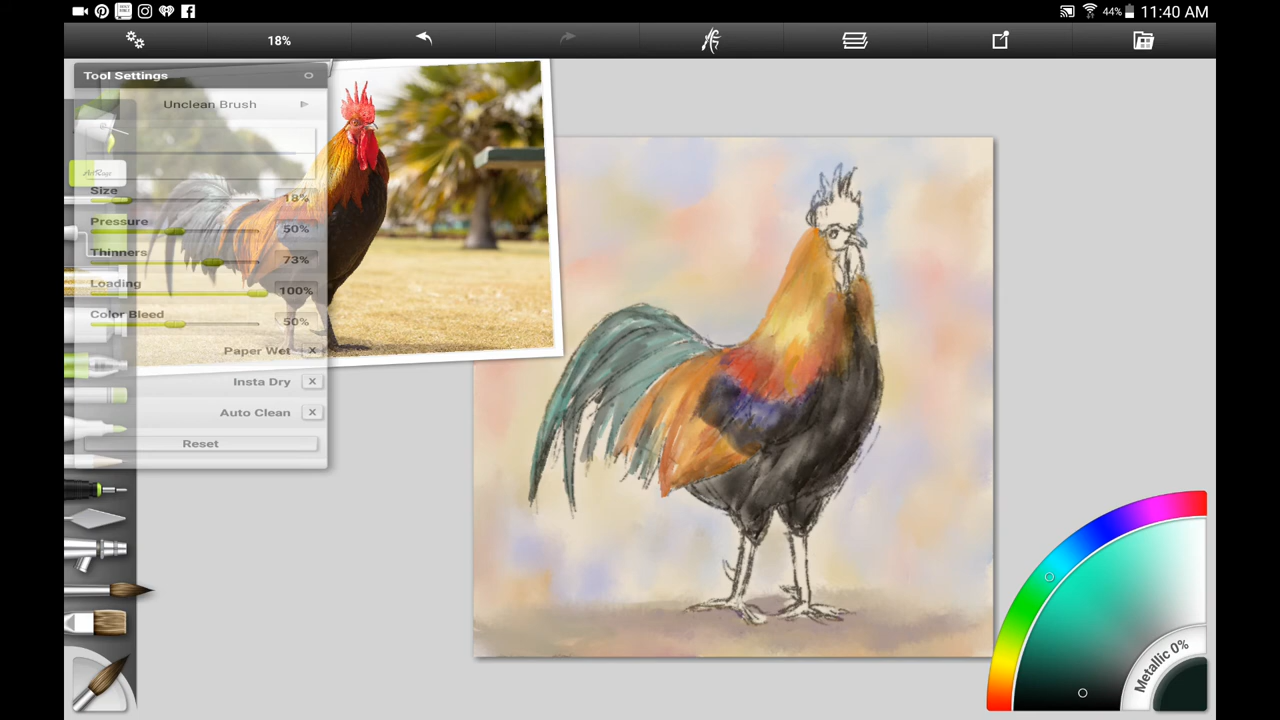 44% 11:40 AM
18%
Tool Settings
Unclean Brush
ArtRage
Size 18%
Pressure 50%
Thinners 73%
Loading 100%
Color Bleed 50%
Paper Wet X
Insta Dry X
Auto Clean X
Reset
Metallic 0%